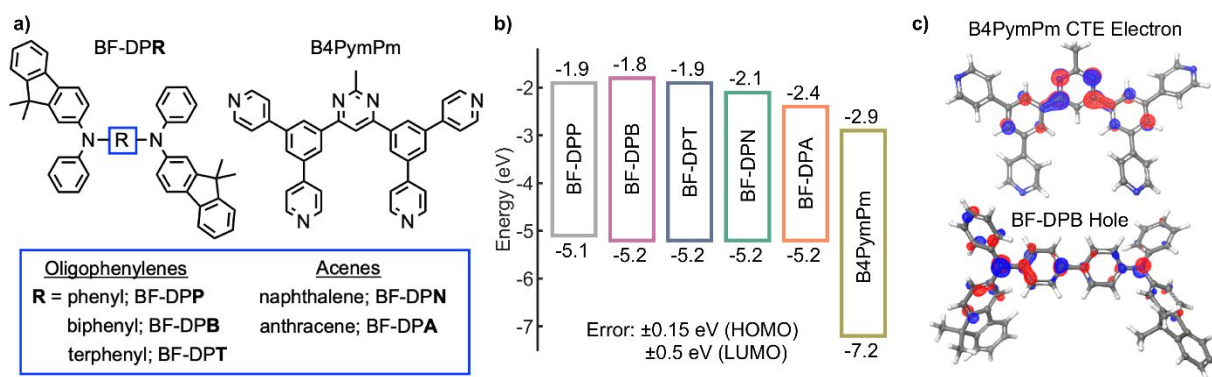 a)
BF-DPR
B4PymPm
N
R
N
N
N
N
N
N
N
Oligophenylenes
Acenes
R = phenyl; BF-DPP
naphthalene; BF-DPN
biphenyl; BF-DPB
anthracene; BF-DPA
terphenyl; BF-DPT
b)
Energy (eV)
-2
-3
-4
-5
-6
-7
-1.9
-1.8
-1.9
-2.1
-2.4
-2.9
BF-DPP
BF-DPB
BF-DPT
BF-DPN
BF-DPA
B4PymPm
-5.1
-5.2
-5.2
-5.2
-5.2
-7.2
Error: ±0.15 eV (HOMO)
±0.5 eV (LUMO)
c)
B4PymPm CTE Electron
BF-DPB Hole